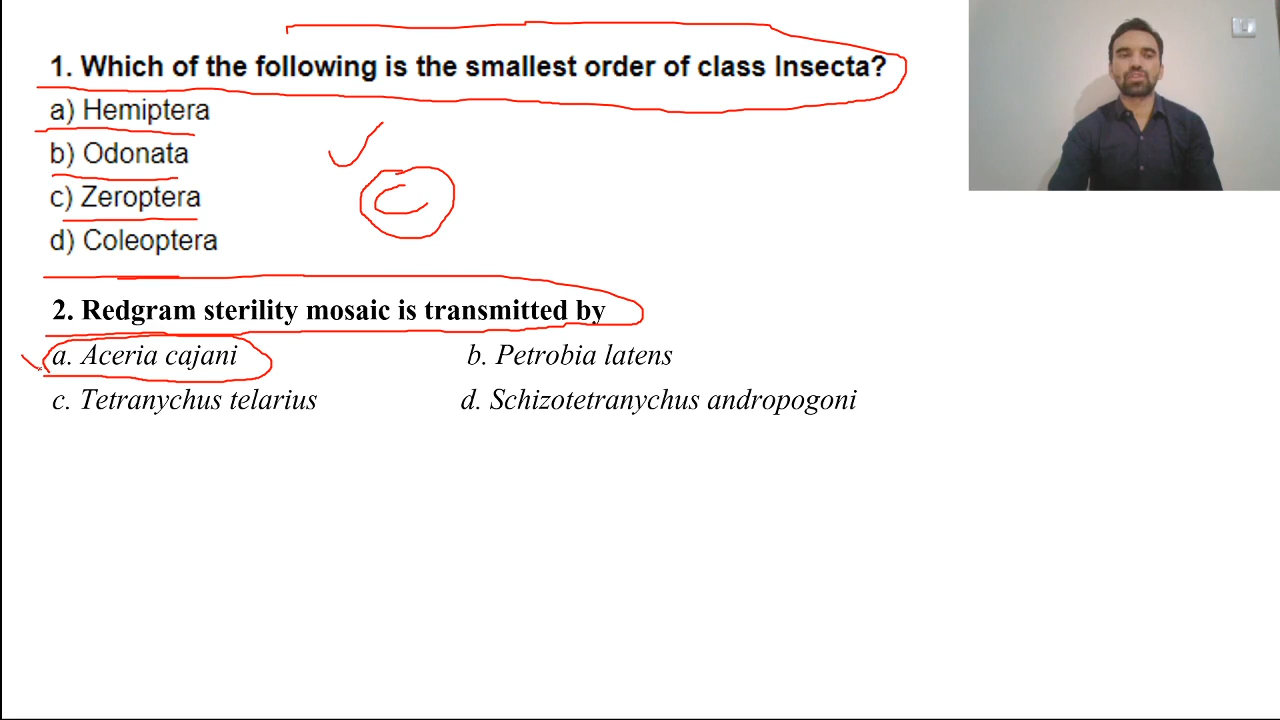 1. Which of the following is the smallest order of class Insecta?
a) Hemiptera
b) Odonata
c) Zeroptera
C
d) Coleoptera
2. Redgram sterility mosaic is transmitted by
a. Aceria cajani b. Petrobia latens
c. Tetranychus telarius d. Schizotetranychus andropogoni